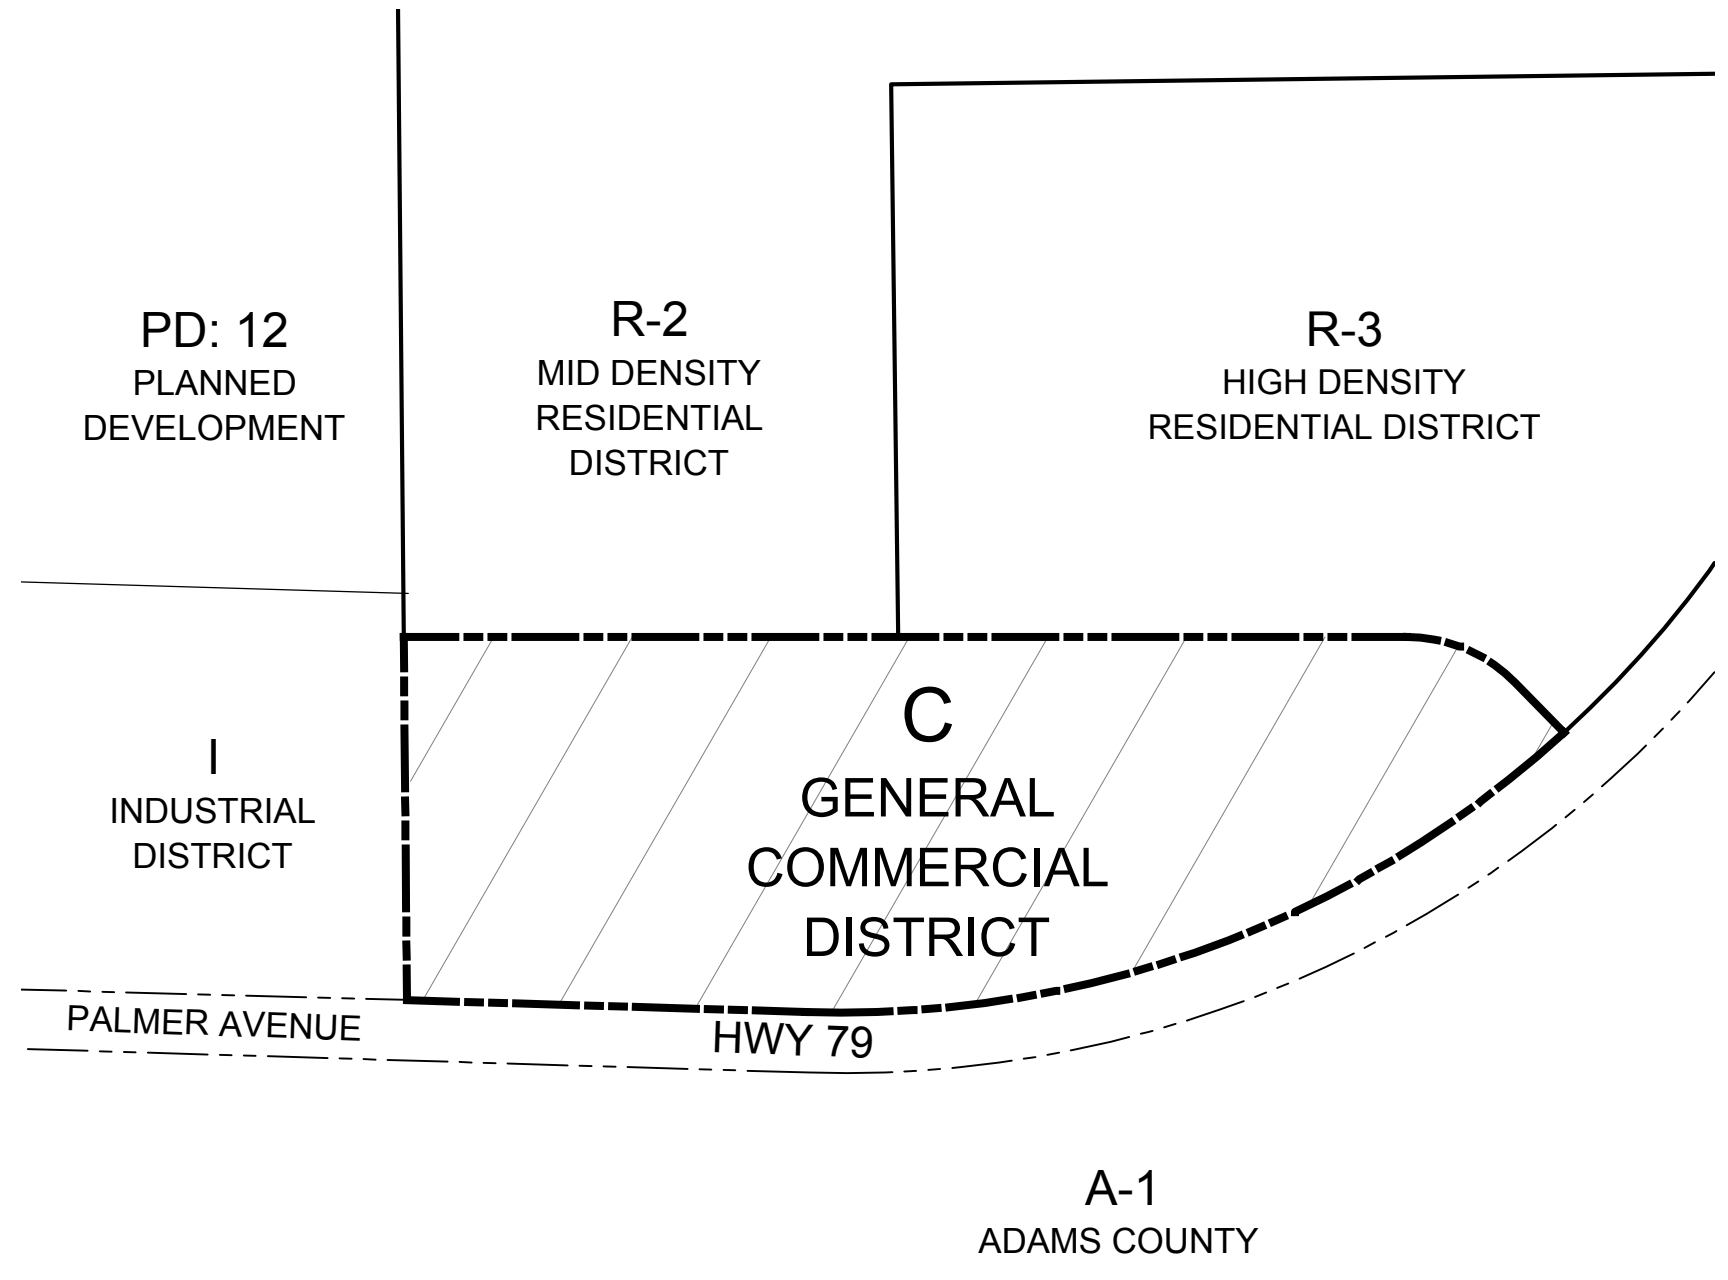 PD: 12
PLANNED
DEVELOPMENT
R-2
MID DENSITY
RESIDENTIAL
DISTRICT
R-3
HIGH DENSITY
RESIDENTIAL DISTRICT
I
INDUSTRIAL
DISTRICT
C
GENERAL
COMMERCIAL
DISTRICT
PALMER AVENUE
HWY 79
A-1
ADAMS COUNTY